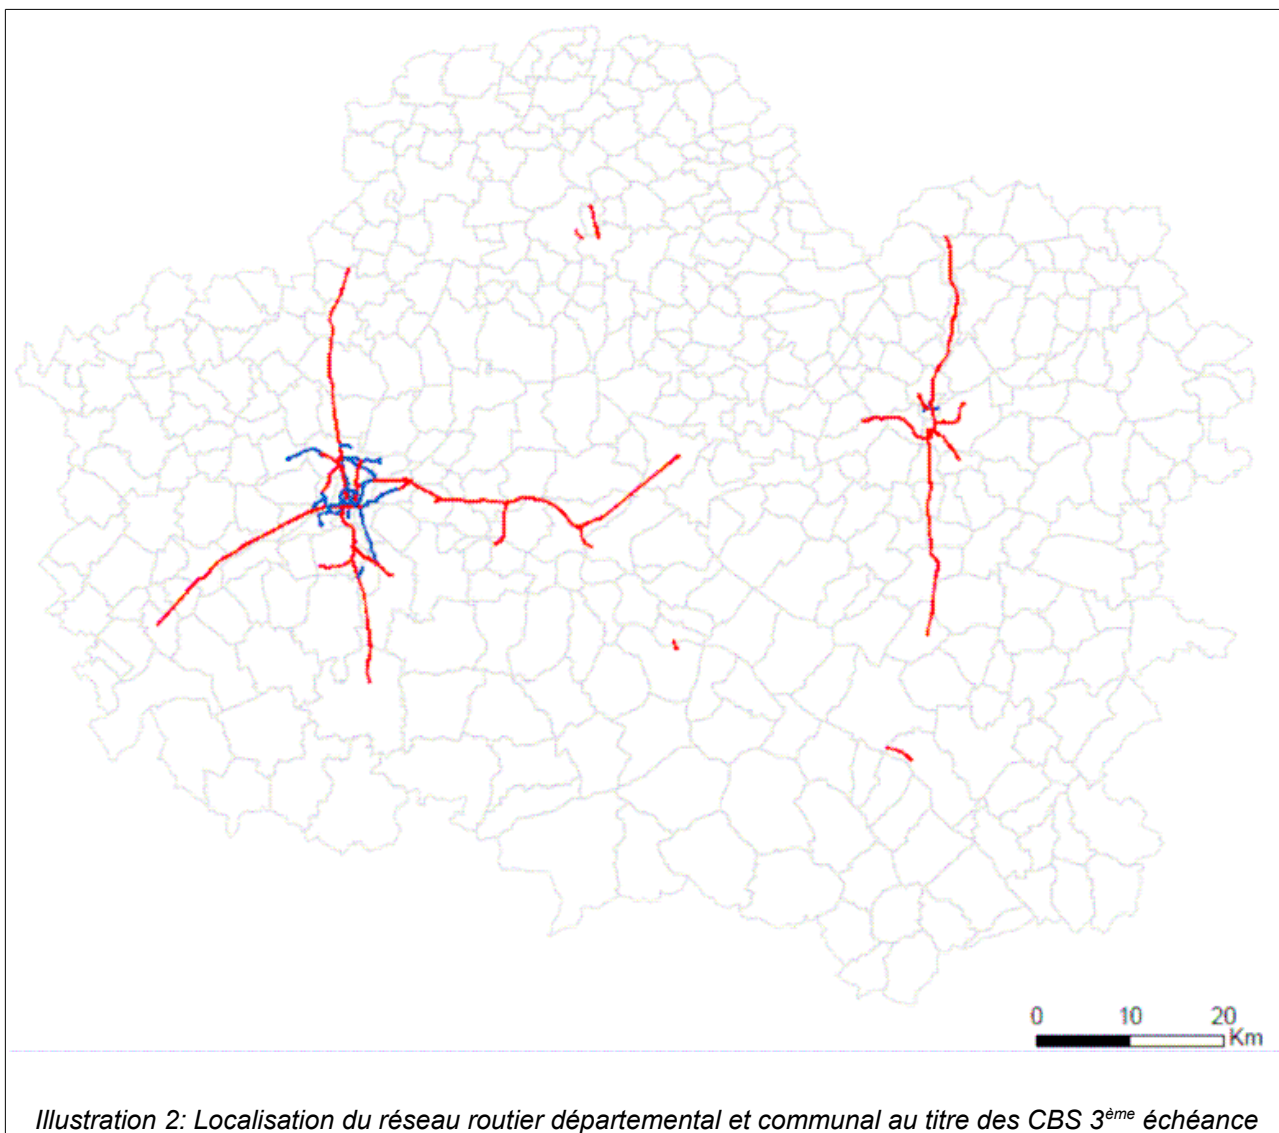 0 10 20
Km
Illustration 2: Localisation du réseau routier départemental et communal au titre des CBS 3ème échéance